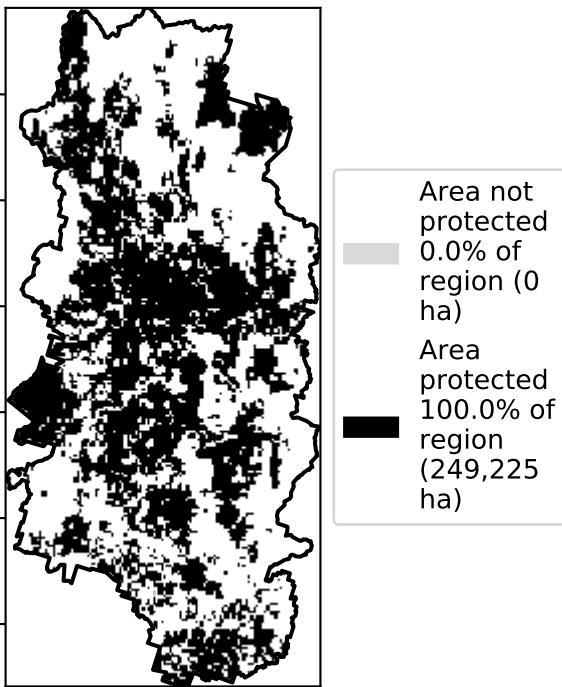 Area not
protected
0.0% of
region (0
ha)
Area
protected
100.0% of
region
(249,225
ha)